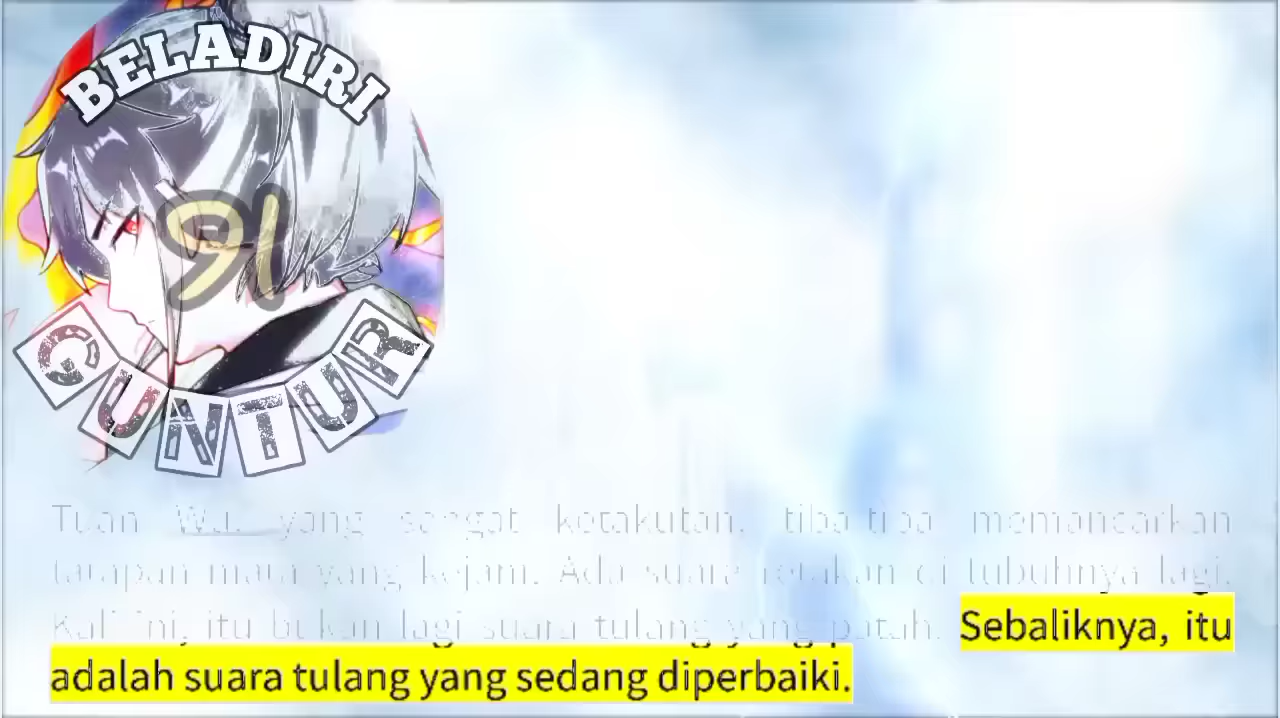 BELADIRI
GUNTUR
Tuan Wu, yang sangat ketakutan, tiba-tiba memancarkan
tatapan mata yang kejam. Ada suara retakan di tubuhnya lagi.
Kali ini, itu bukan lagi suara tulang yang patah. Sebaliknya, itu
adalah suara tulang yang sedang diperbaiki.